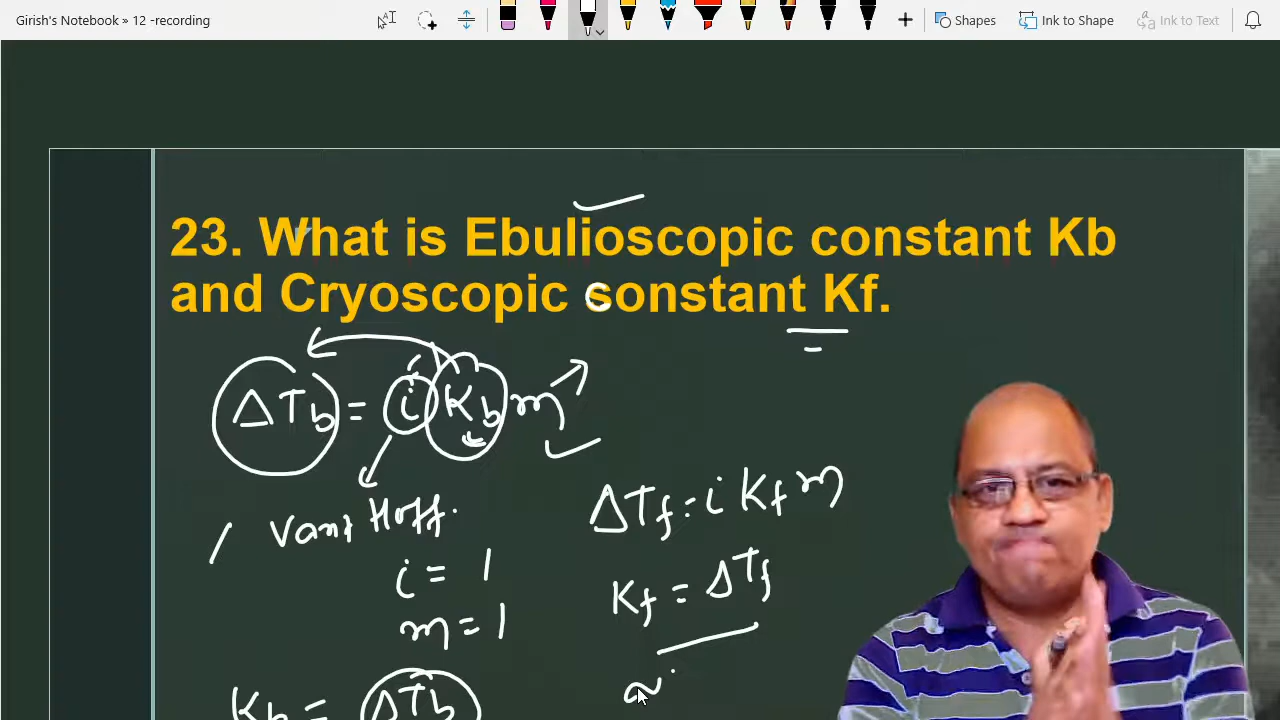 Girish's Notebook » 12 -recording
Shapes
Ink to Shape
Ink to Text
23. What is Ebulioscopic constant Kb
and Cryoscopic constant Kf.
ΔTb = i Kb m
Vant Hoff.
i = 1
m = 1
Kb = ΔTb
ΔTf = i Kf m
Kf = ΔTf